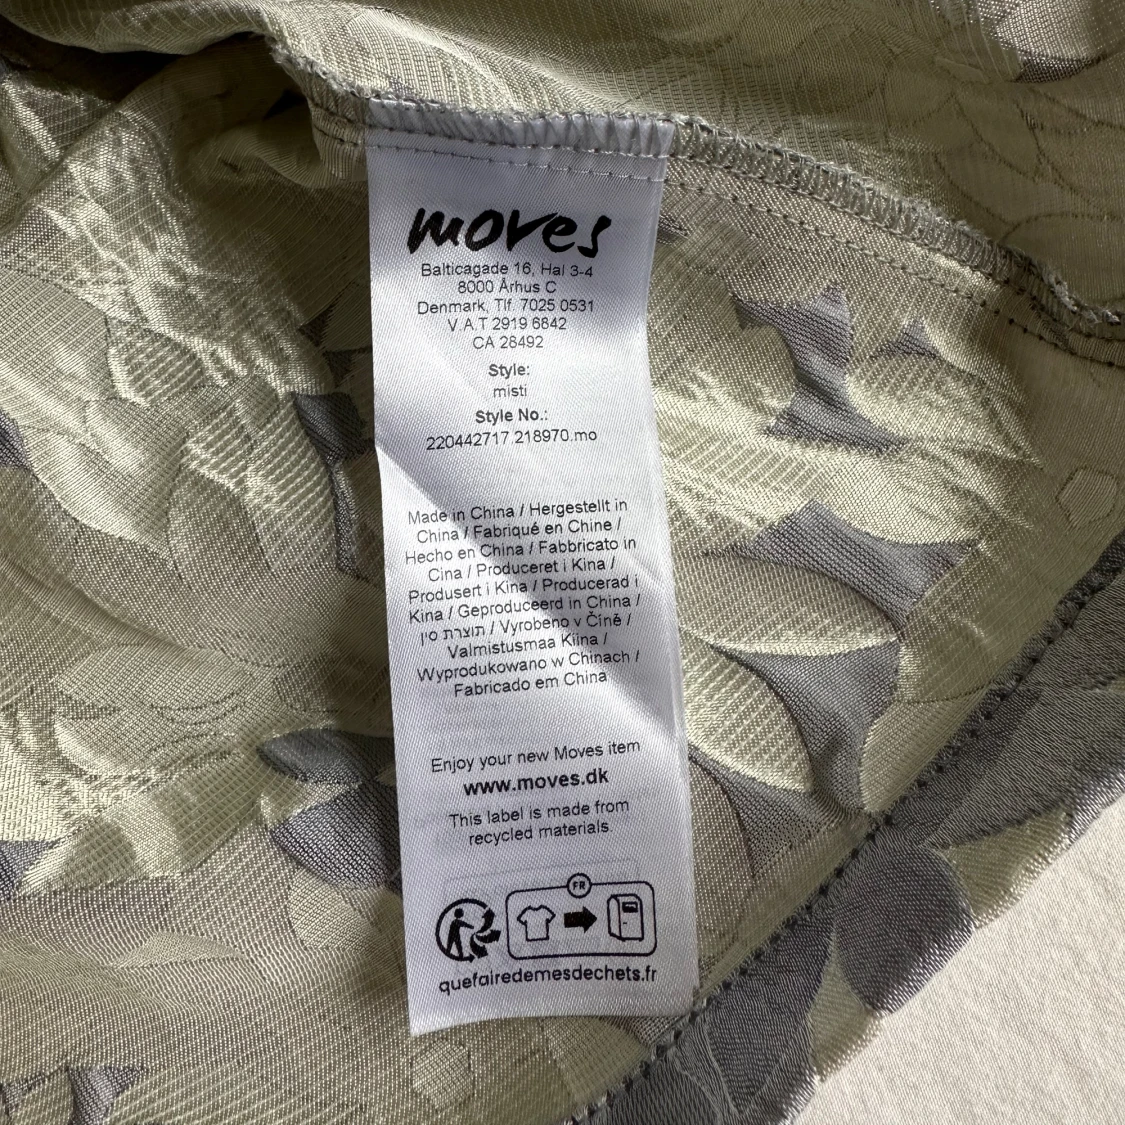 moves
Balticagade 16, Hal 3-4
8000 Århus C
Denmark, Tlf. 7025 0531
V.A.T 2919 6842
CA 28492
Style:
misti
Style No.:
220442717.218970.mo
Made in China / Hergestellt in
China / Fabriqué en Chine /
Hecho en China / Fabbricato in
Cina / Produceret i Kina /
Produsert i Kina / Producerad i
Kina / Geproduceerd in China /
תוצרת סין / Vyrobeno v Číně /
Valmistusmaa Kiina /
Wyprodukowano w Chinach /
Fabricado em China
Enjoy your new Moves item
www.moves.dk
This label is made from
recycled materials.
FR
quefairedemesdechets.fr